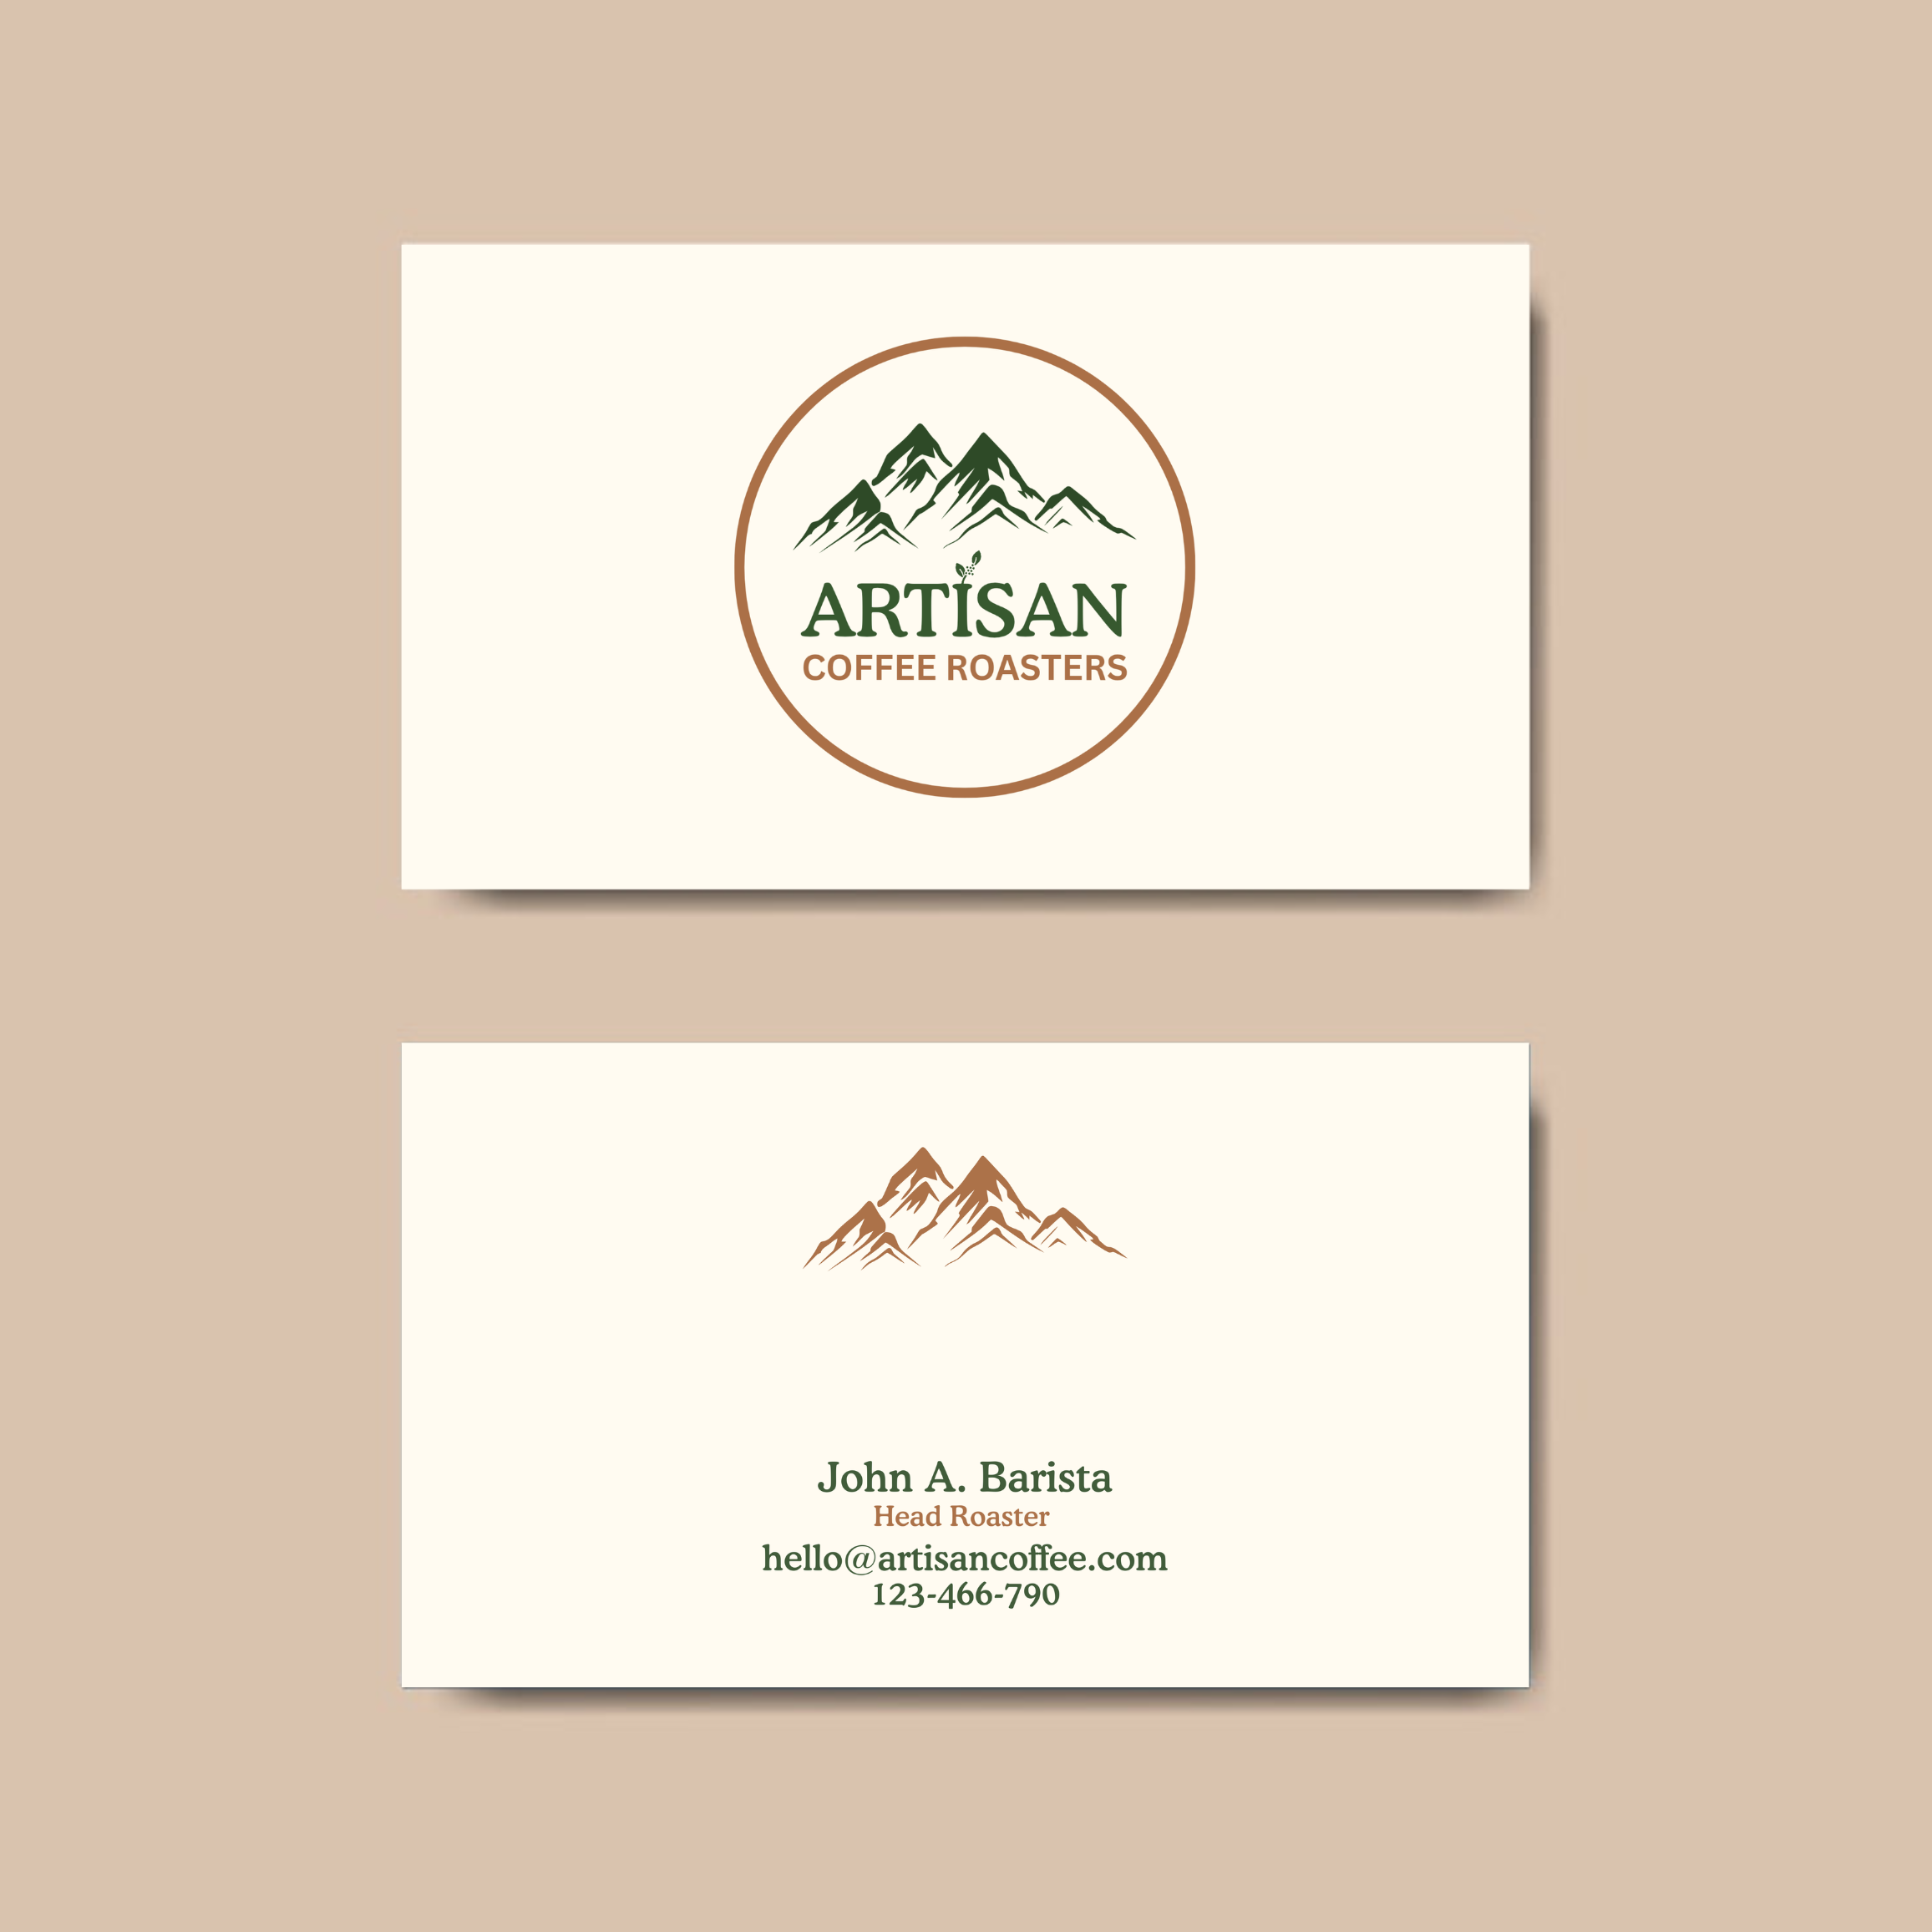 ARTISAN
COFFEE ROASTERS
John A. Barista
Head Roaster
hello@artisancoffee.com
123-466-790